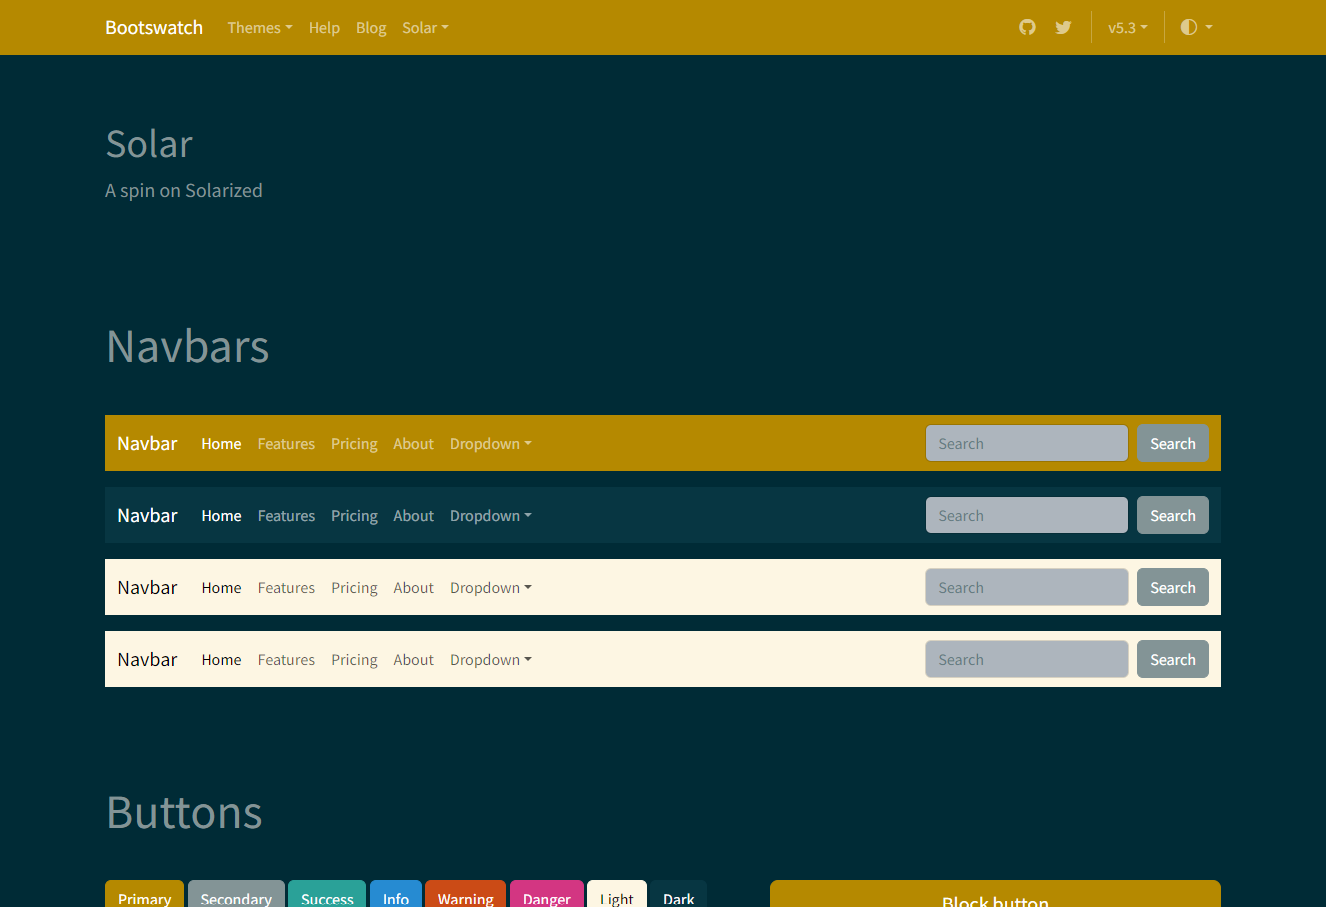 Bootswatch Themes Help Blog Solar v5.3
Solar
A spin on Solarized
Navbars
Navbar Home Features Pricing About Dropdown Search Search
Navbar Home Features Pricing About Dropdown Search Search
Navbar Home Features Pricing About Dropdown Search Search
Navbar Home Features Pricing About Dropdown Search Search
Buttons
Primary Secondary Success Info Warning Danger Light Dark Block button